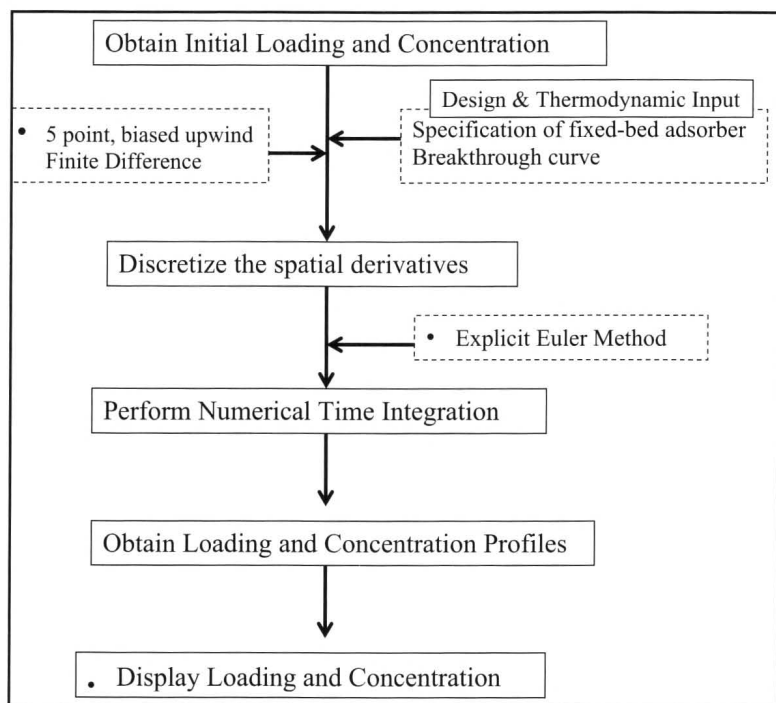 Obtain Initial Loading and Concentration
Design & Thermodynamic Input
• 5 point, biased upwind
Finite Difference
Specification of fixed-bed adsorber
Breakthrough curve
Discretize the spatial derivatives
• Explicit Euler Method
Perform Numerical Time Integration
Obtain Loading and Concentration Profiles
• Display Loading and Concentration